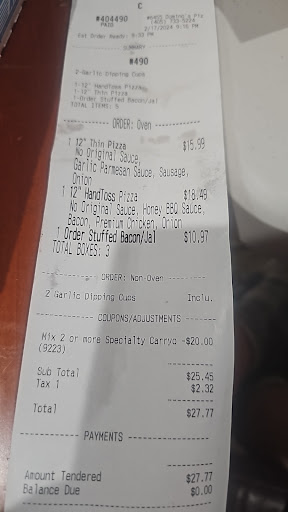 C
#404490
PAID
2/17/2024
SUMMARY
#490
2-Garlic Dipping Cups
1-12" HandToss Pizza
1-12" Thin Pizza
1-Order Stuffed Bacon/Jal
TOTAL ITEMS: 5
ORDER: Oven
1 12" Thin Pizza $15.99
No Original Sauce,
Garlic Parmesan Sauce, Sausage,
Onion
1 12" HandToss Pizza $18.49
No Original Sauce, Honey BBQ Sauce,
Bacon, Premium Chicken, Onion
1 Order Stuffed Bacon/Jal $10.97
TOTAL BOXES: 3
ORDER: Non-Oven
2 Garlic Dipping Cups Inclu.
COUPONS/ADJUSTMENTS
Mix 2 or more Specialty Carryo -$20.00
(9223)
Sub Total $25.45
Tax 1 $2.32
Total $27.77
PAYMENTS
Amount Tendered $27.77
Balance Due $0.00